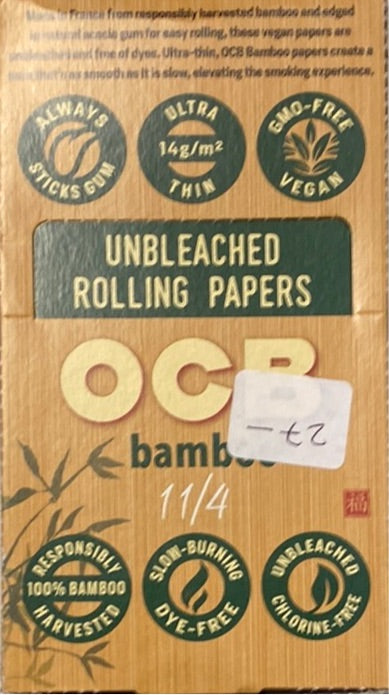 Made in France from responsibly harvested bamboo and edged
in natural acacia gum for easy rolling, these vegan papers are
unbleached and free of dyes. Ultra-thin, OCB Bamboo papers create a
that's as smooth as it is slow, elevating the smoking experience.
ALWAYS STICKS GUM
ULTRA 14g/m² THIN
GMO-FREE VEGAN
UNBLEACHED
ROLLING PAPERS
OCB
27-
bamboo
1 1/4
福
RESPONSIBLY 100% BAMBOO HARVESTED
SLOW-BURNING DYE-FREE
UNBLEACHED CHLORINE-FREE